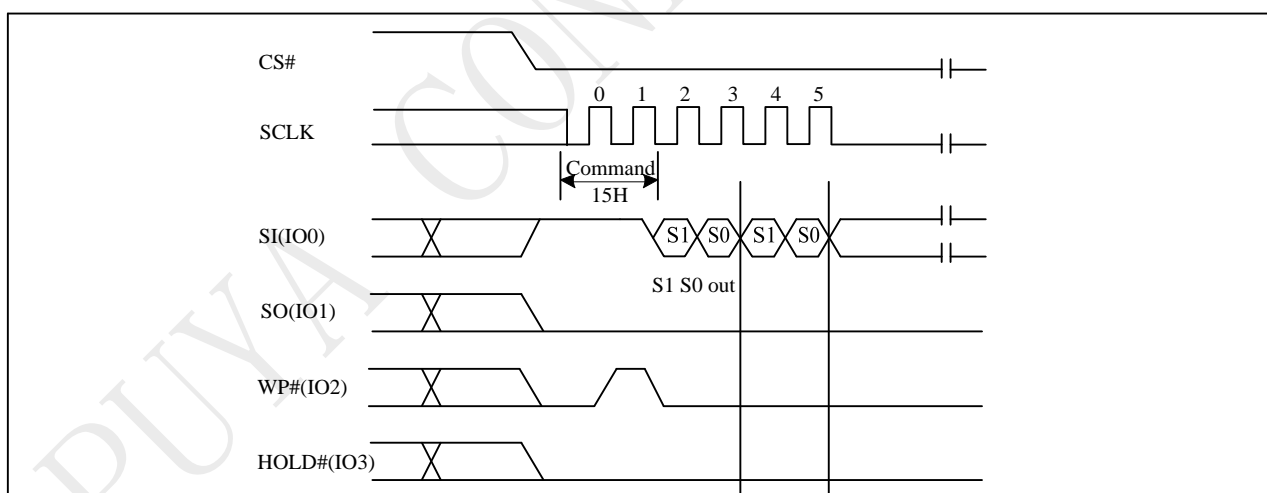 CS#
0 1 2 3 4 5
SCLK
Command
15H
SI(IO0)
S1 S0 S1 S0
S1 S0 out
SO(IO1)
WP#(IO2)
HOLD#(IO3)
PUYA CON